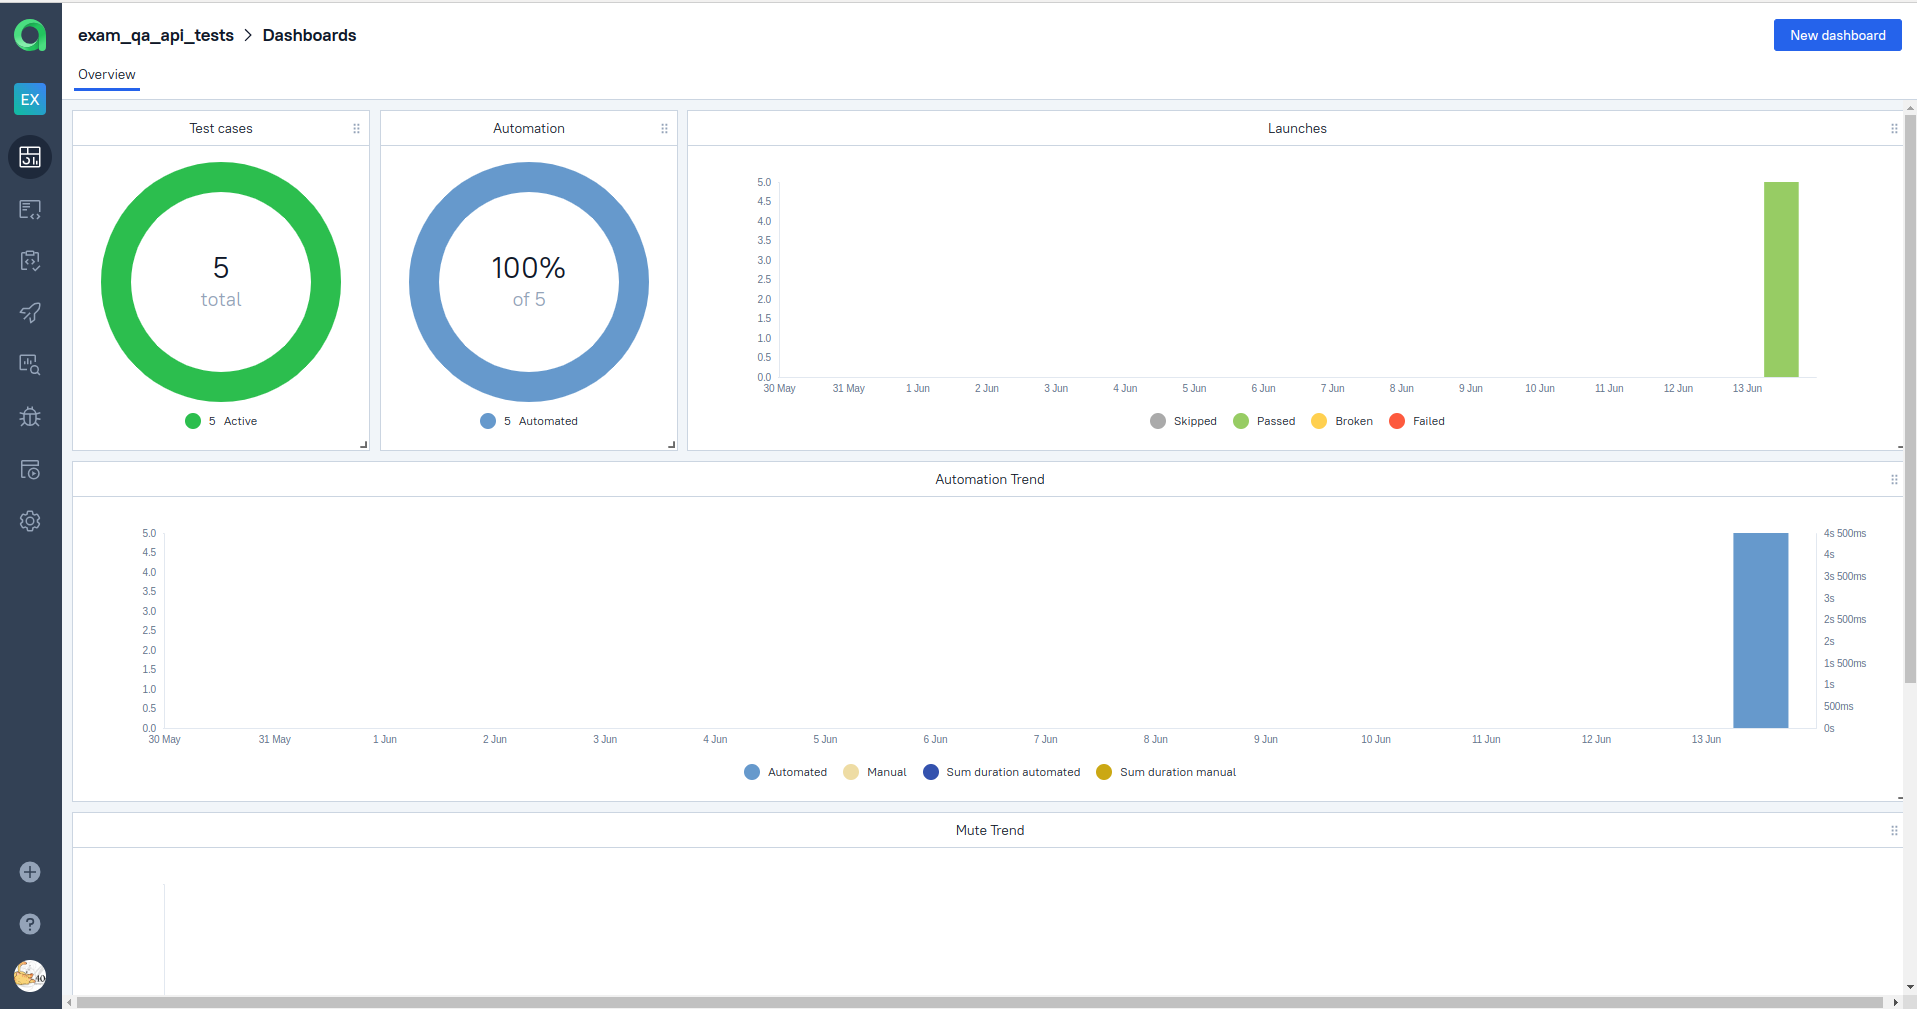 exam_qa_api_tests > Dashboards
New dashboard
Overview
EX
Test cases
5
total
5 Active
Automation
100%
of 5
5 Automated
Launches
5.0
4.5
4.0
3.5
3.0
2.5
2.0
1.5
1.0
0.5
0.0
30 May 31 May 1 Jun 2 Jun 3 Jun 4 Jun 5 Jun 6 Jun 7 Jun 8 Jun 9 Jun 10 Jun 11 Jun 12 Jun 13 Jun
Skipped Passed Broken Failed
Automation Trend
5.0
4.5
4.0
3.5
3.0
2.5
2.0
1.5
1.0
0.5
0.0
4s 500ms
4s
3s 500ms
3s
2s 500ms
2s
1s 500ms
1s
500ms
0s
30 May 31 May 1 Jun 2 Jun 3 Jun 4 Jun 5 Jun 6 Jun 7 Jun 8 Jun 9 Jun 10 Jun 11 Jun 12 Jun 13 Jun
Automated Manual Sum duration automated Sum duration manual
Mute Trend